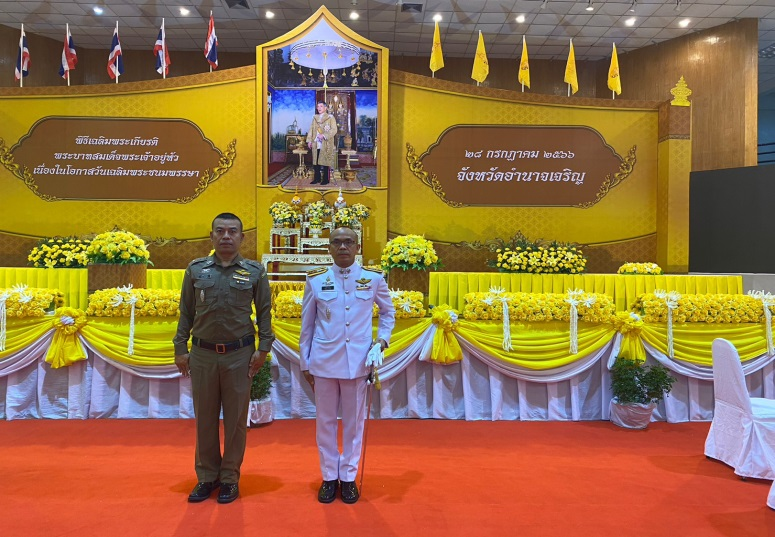 พิธีเฉลิมพระเกียรติ
พระบาทสมเด็จพระเจ้าอยู่หัว
เนื่องในโอกาสวันเฉลิมพระชนมพรรษา
๒๘ กรกฎาคม ๒๕๖๖
จังหวัดอำนาจเจริญ